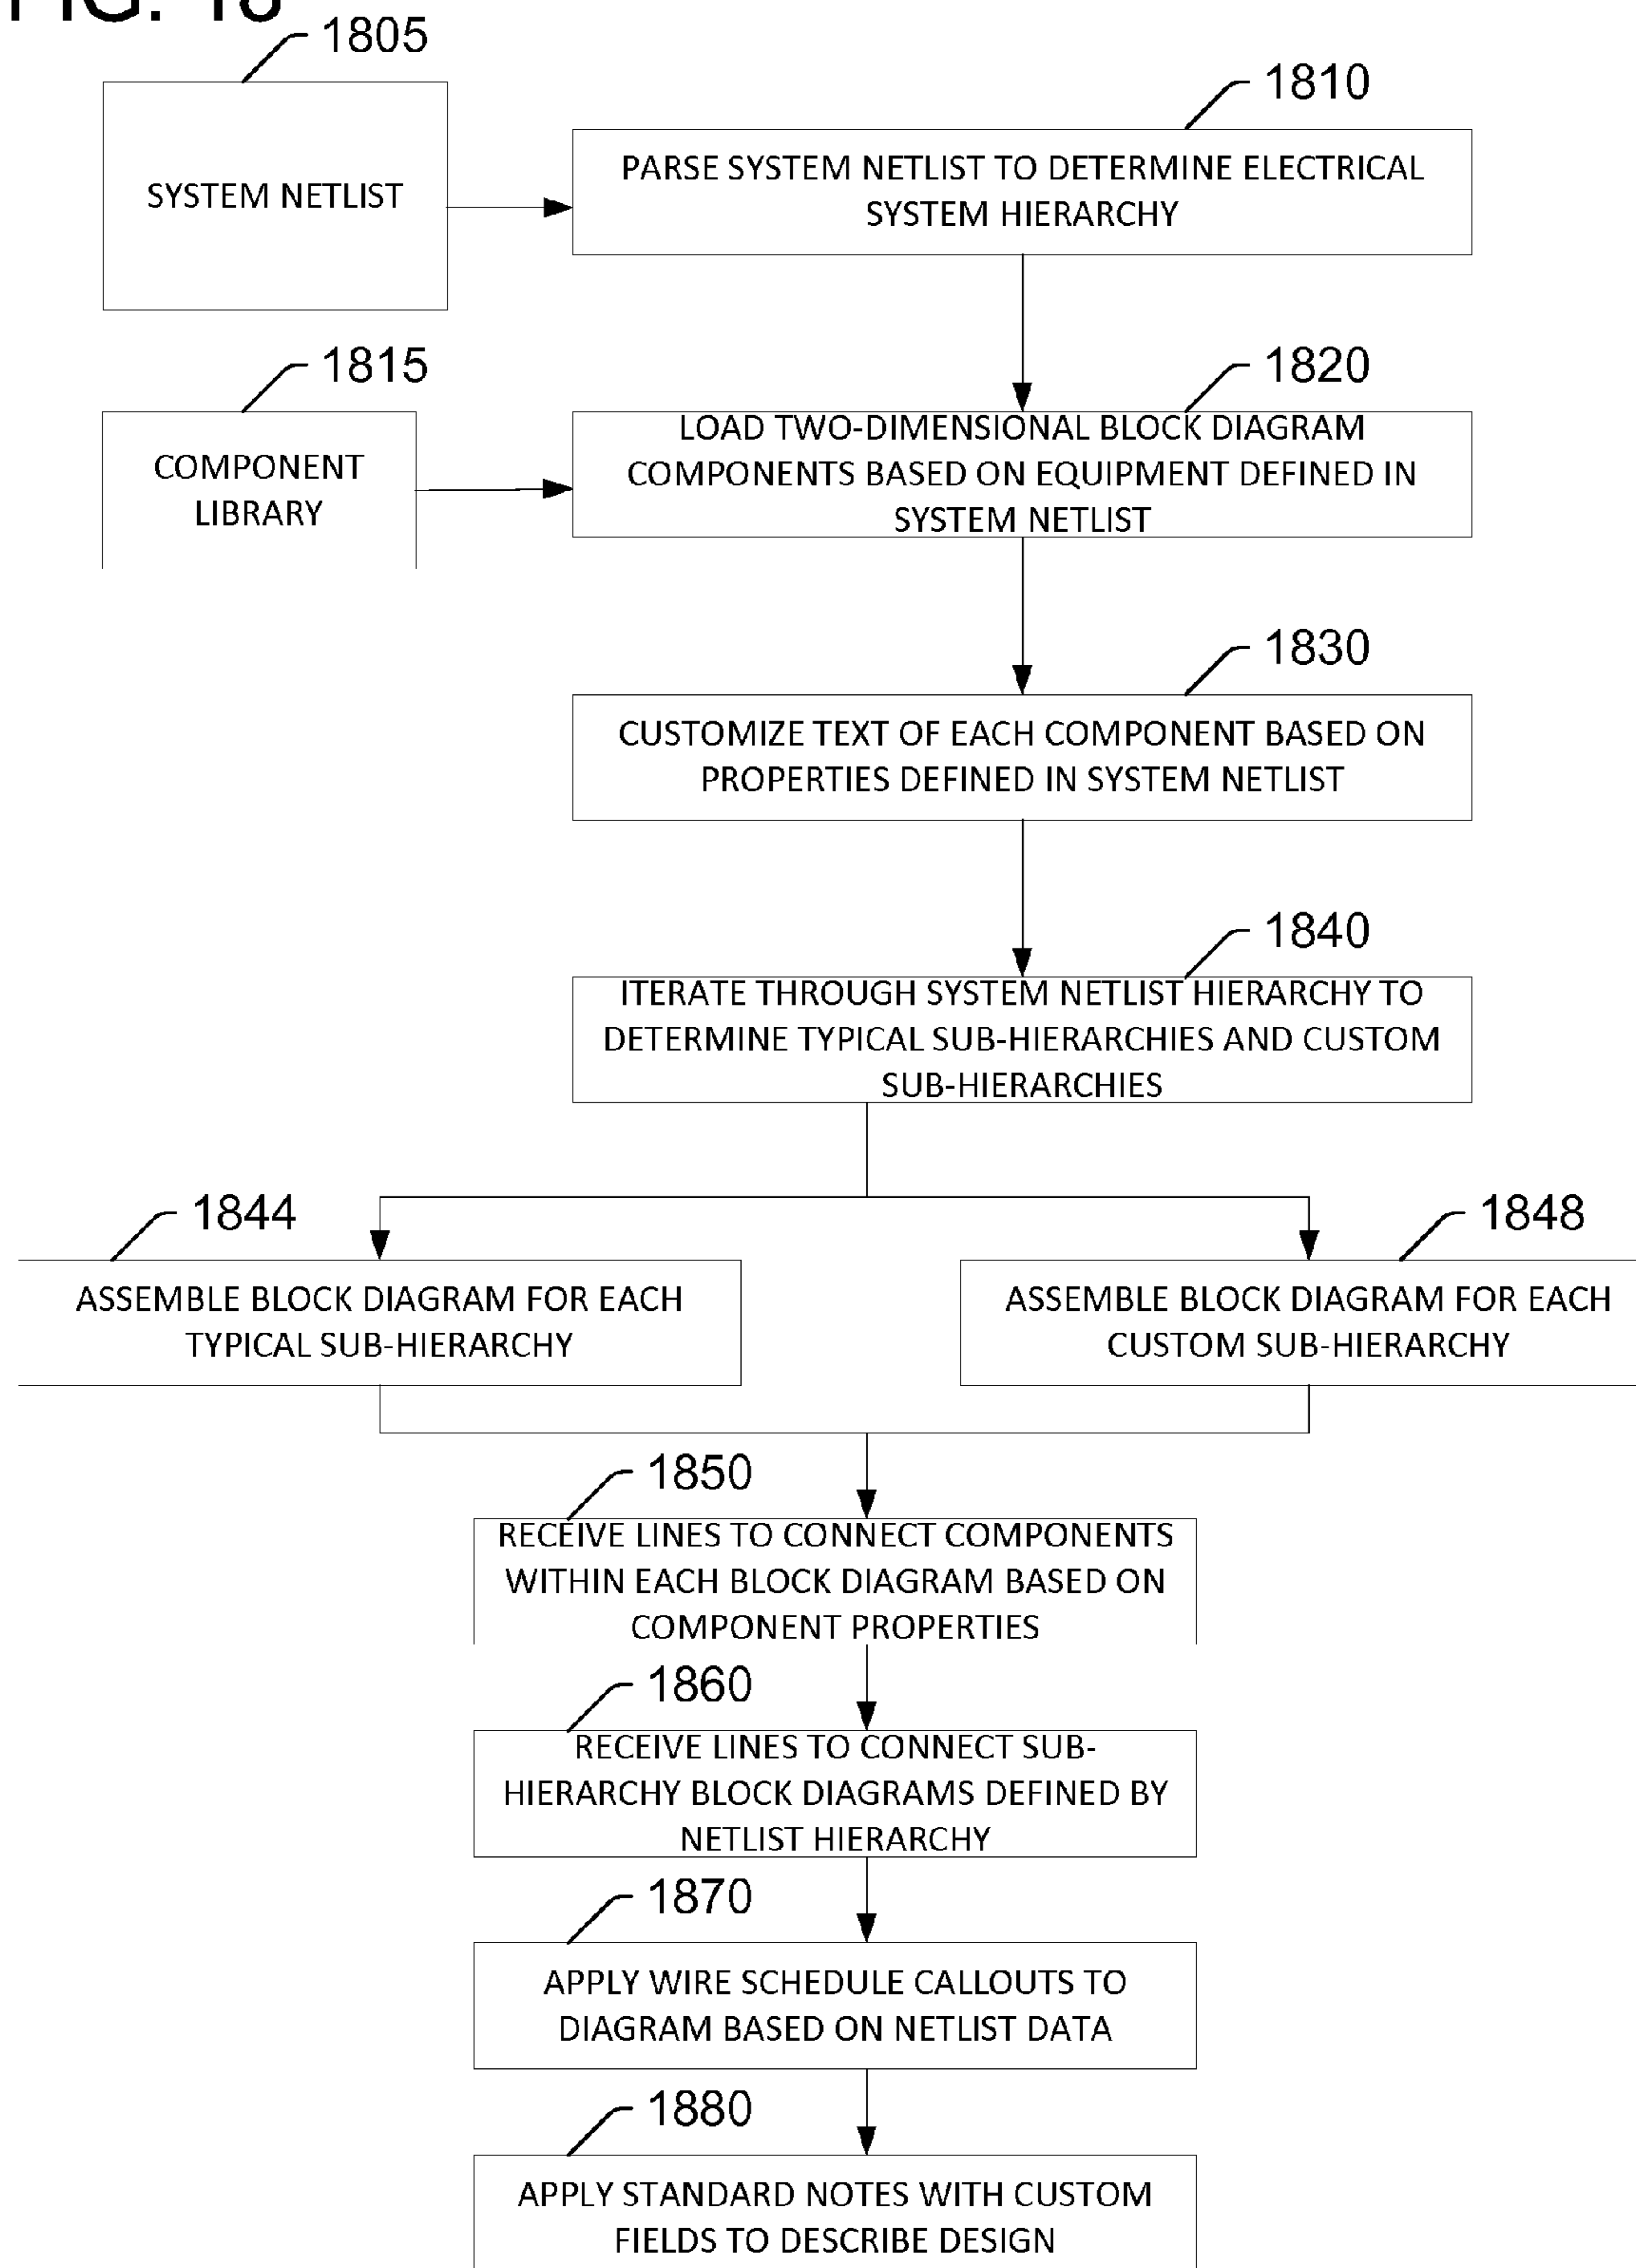 FIG. 18
1805
1810
SYSTEM NETLIST
PARSE SYSTEM NETLIST TO DETERMINE ELECTRICAL
SYSTEM HIERARCHY
1815
1820
COMPONENT
LIBRARY
LOAD TWO-DIMENSIONAL BLOCK DIAGRAM
COMPONENTS BASED ON EQUIPMENT DEFINED IN
SYSTEM NETLIST
1830
CUSTOMIZE TEXT OF EACH COMPONENT BASED ON
PROPERTIES DEFINED IN SYSTEM NETLIST
1840
ITERATE THROUGH SYSTEM NETLIST HIERARCHY TO
DETERMINE TYPICAL SUB-HIERARCHIES AND CUSTOM
SUB-HIERARCHIES
1844
1848
ASSEMBLE BLOCK DIAGRAM FOR EACH
TYPICAL SUB-HIERARCHY
ASSEMBLE BLOCK DIAGRAM FOR EACH
CUSTOM SUB-HIERARCHY
1850
RECEIVE LINES TO CONNECT COMPONENTS
WITHIN EACH BLOCK DIAGRAM BASED ON
COMPONENT PROPERTIES
1860
RECEIVE LINES TO CONNECT SUB-
HIERARCHY BLOCK DIAGRAMS DEFINED BY
NETLIST HIERARCHY
1870
APPLY WIRE SCHEDULE CALLOUTS TO
DIAGRAM BASED ON NETLIST DATA
1880
APPLY STANDARD NOTES WITH CUSTOM
FIELDS TO DESCRIBE DESIGN